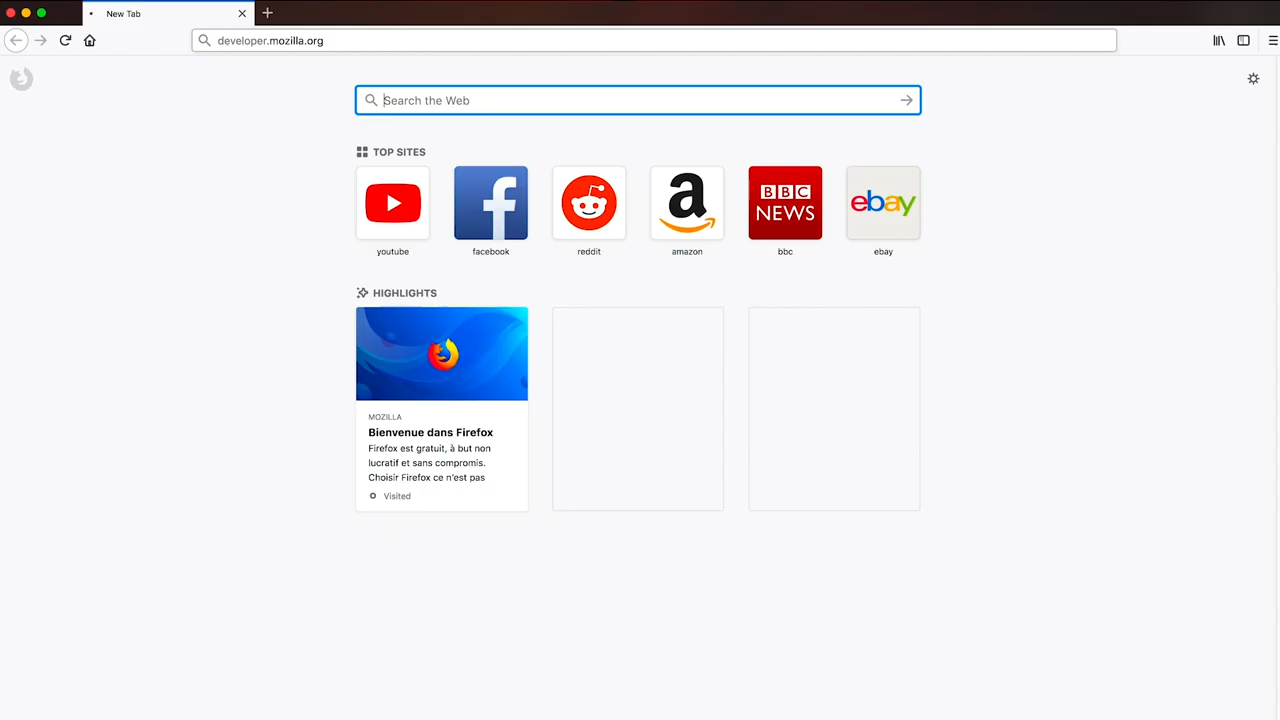 New Tab
developer.mozilla.org
Search the Web
TOP SITES
f
a
BBC
NEWS
ebay
youtube
facebook
reddit
amazon
bbc
ebay
HIGHLIGHTS
MOZILLA
Bienvenue dans Firefox
Firefox est gratuit, à but non
lucratif et sans compromis.
Choisir Firefox ce n'est pas
Visited